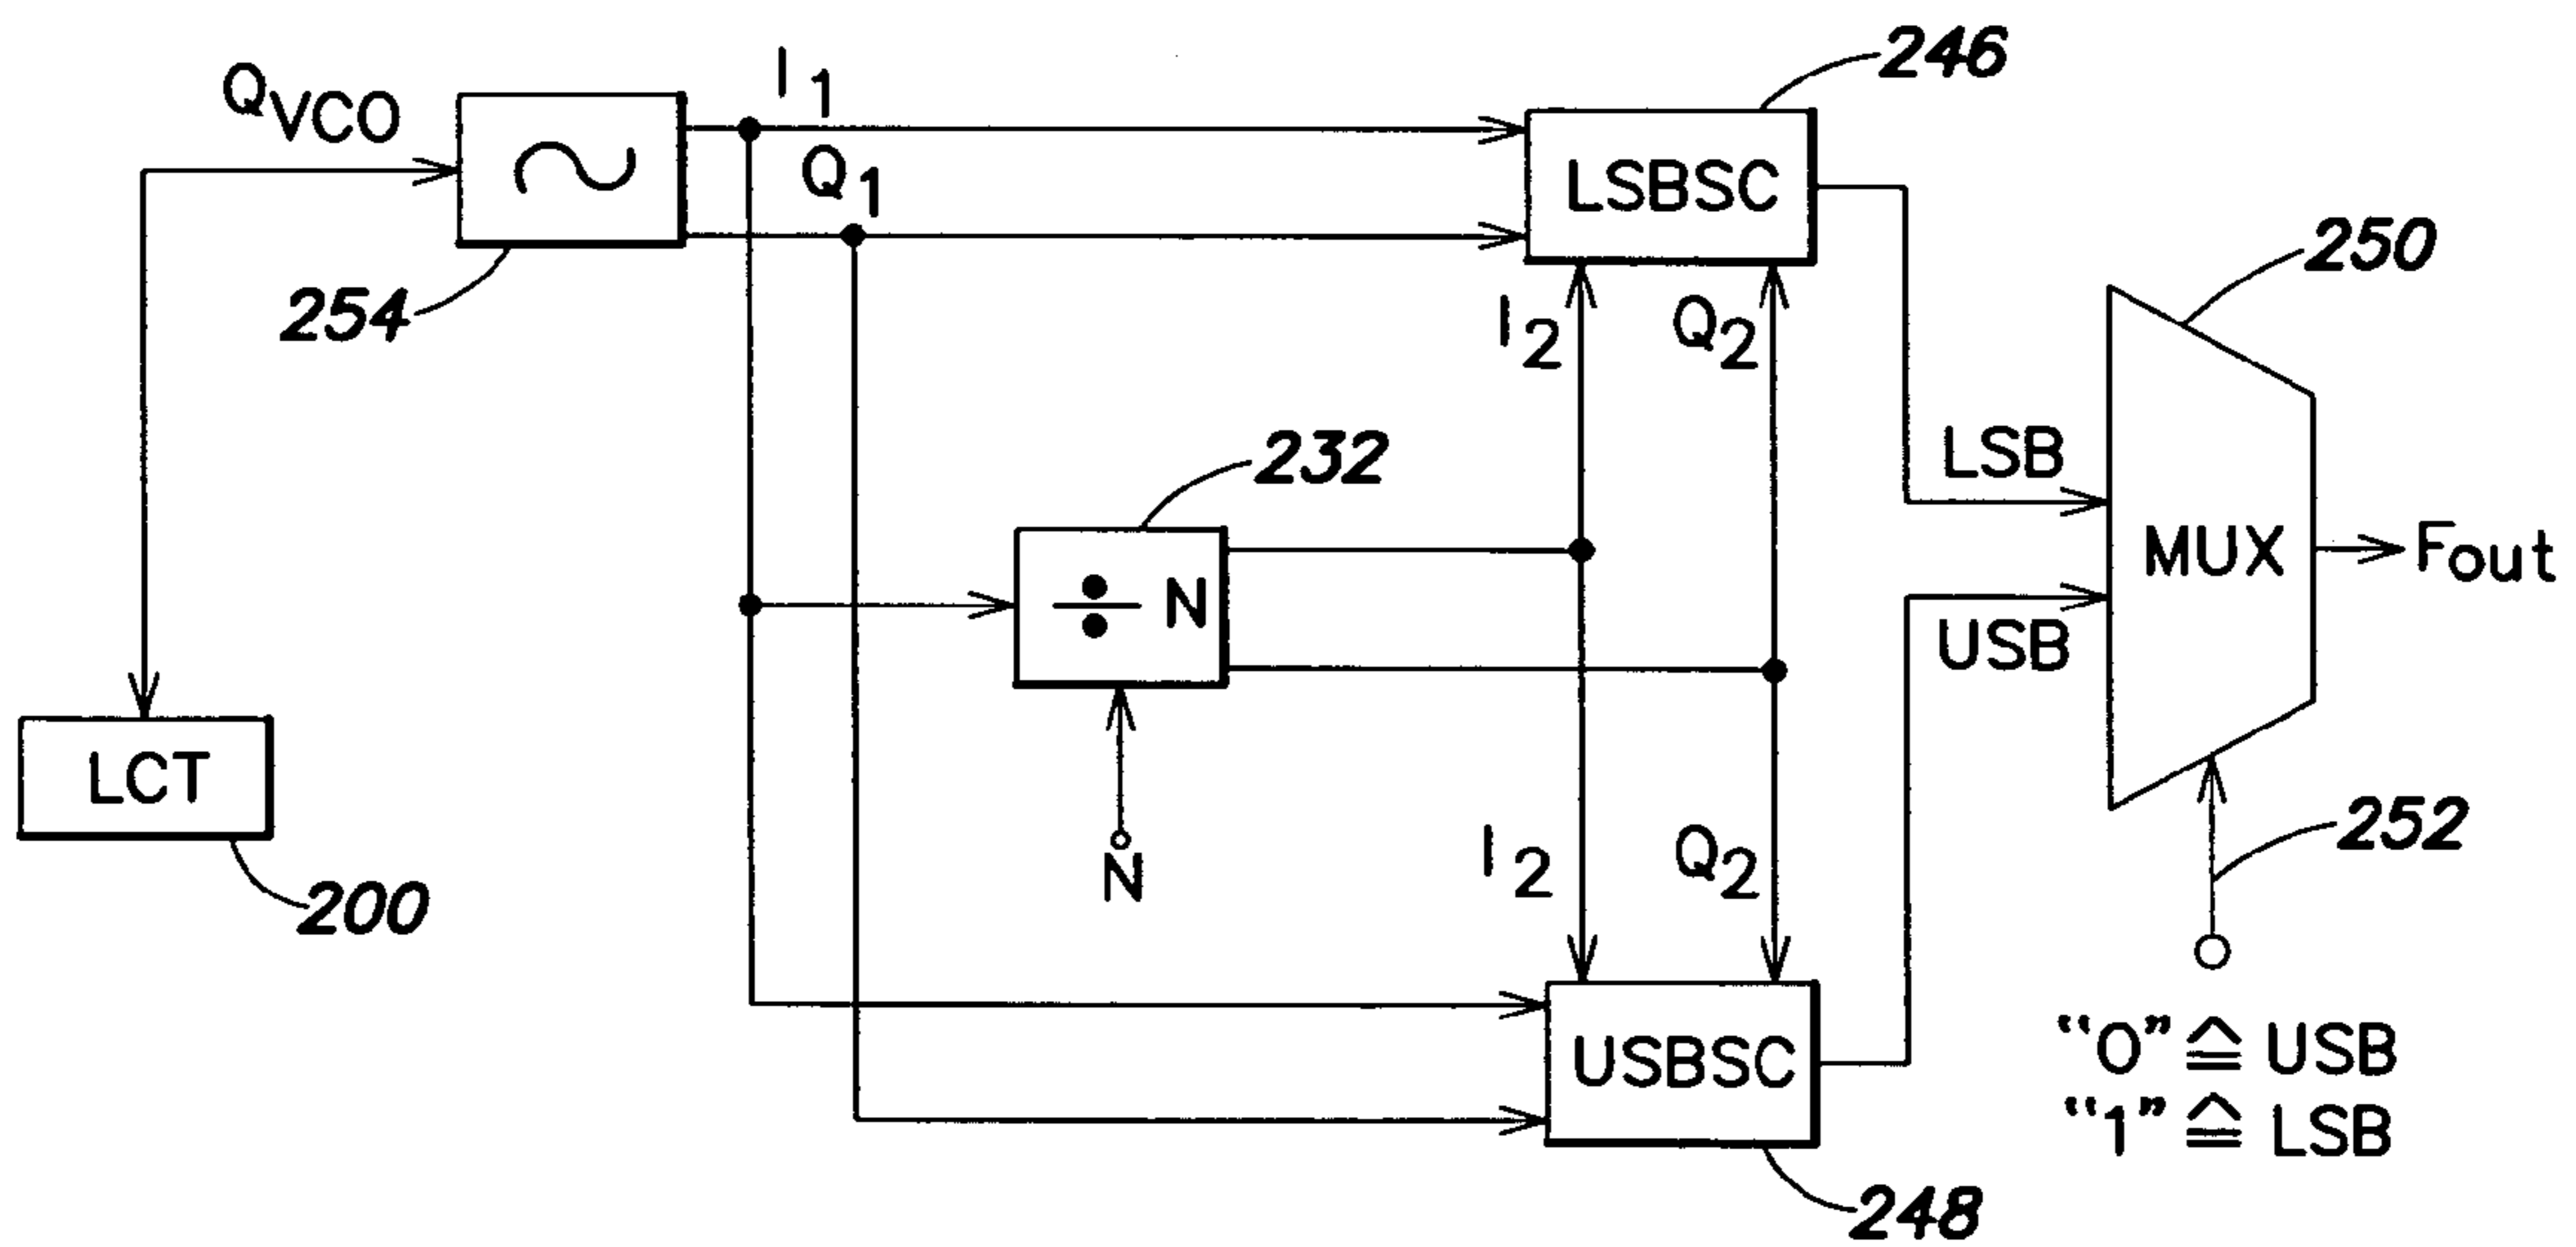 246
I1
QVCO
Q1
LSBSC
250
254
I2
Q2
232
LSB
MUX
Fout
÷ N
USB
LCT
252
N
I2
Q2
200
“0” ≙ USB
USBSC
“1” ≙ LSB
248